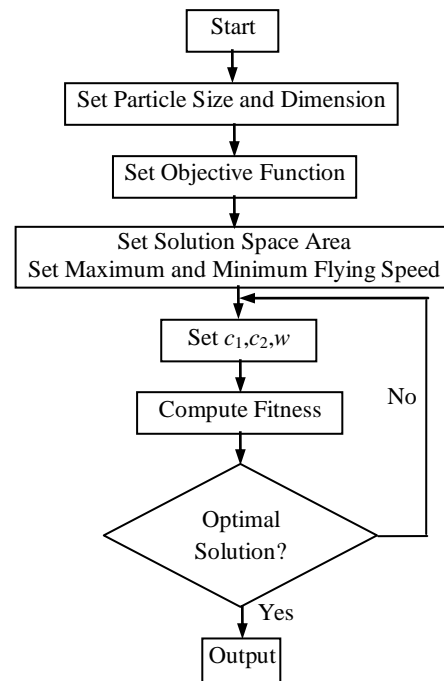 Start
Set Particle Size and Dimension
Set Objective Function
Set Solution Space Area
Set Maximum and Minimum Flying Speed
Set c₁,c₂,w
Compute Fitness
No
Optimal
Solution?
Yes
Output